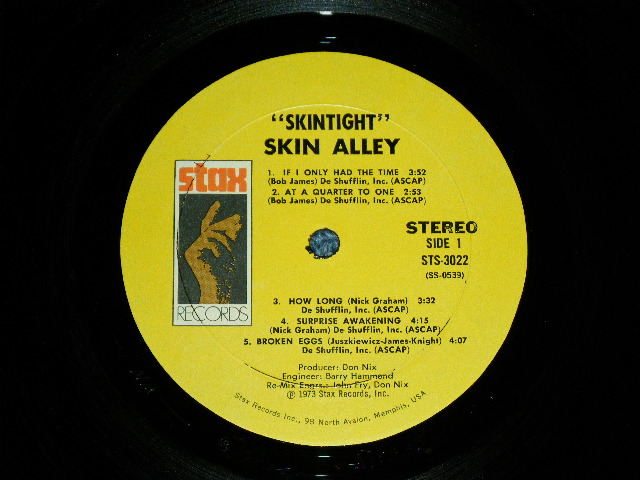 "SKINTIGHT"
SKIN ALLEY
1. IF I ONLY HAD THE TIME 3:52
(Bob James) De Shufflin, Inc. (ASCAP)
2. AT A QUARTER TO ONE 2:53
(Bob James) De Shufflin, Inc. (ASCAP)
stax
RECORDS
STEREO
SIDE 1
STS-3022
(SS-0539)
3. HOW LONG (Nick Graham) 3:32
De Shufflin, Inc. (ASCAP)
4. SURPRISE AWAKENING 4:15
(Nick Graham) De Shufflin, Inc. (ASCAP)
5. BROKEN EGGS (Juszkiewicz-James-Knight) 4:07
De Shufflin, Inc. (ASCAP)
Producer: Don Nix
Engineer: Barry Hammond
Re-Mix Engrs.: John Fry, Don Nix
℗ 1973 Stax Records, Inc.
Stax Records Inc., 98 North Avalon, Memphis, USA